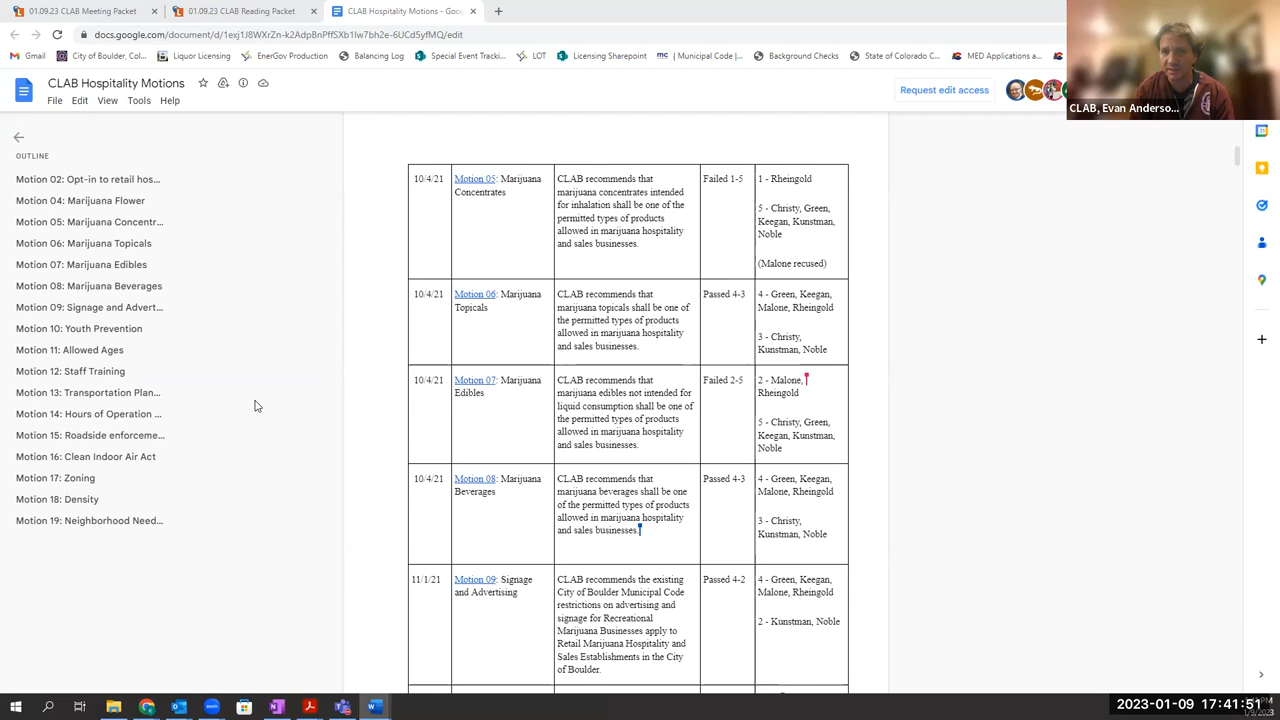 01.09.23 CLAB Meeting Packet
01.09.23 CLAB Reading Packet
CLAB Hospitality Motions - Goog
docs.google.com/document/d/1exj1J8WXrZn-k2AdpBnPffSXb1Iw7bh2e-6UCd5yfMQ/edit
Gmail
City of Boulder, Col...
Liquor Licensing
EnerGov Production
Balancing Log
Special Event Tracki...
LOT
Licensing Sharepoint
| Municipal Code |
Background Checks
State of Colorado C...
MED Applications a...
CLAB Hospitality Motions
File Edit View Tools Help
Request edit access
CLAB, Evan Anderso...
OUTLINE
Motion 02: Opt-in to retail hos...
Motion 04: Marijuana Flower
Motion 05: Marijuana Concentr...
Motion 06: Marijuana Topicals
Motion 07: Marijuana Edibles
Motion 08: Marijuana Beverages
Motion 09: Signage and Advert...
Motion 10: Youth Prevention
Motion 11: Allowed Ages
Motion 12: Staff Training
Motion 13: Transportation Plan...
Motion 14: Hours of Operation ...
Motion 15: Roadside enforceme...
Motion 16: Clean Indoor Air Act
Motion 17: Zoning
Motion 18: Density
Motion 19: Neighborhood Need...
10/4/21
Motion 05: Marijuana
Concentrates
CLAB recommends that
marijuana concentrates intended
for inhalation shall be one of the
permitted types of products
allowed in marijuana hospitality
and sales businesses.
Failed 1-5
1 - Rheingold
5 - Christy, Green,
Keegan, Kunstman,
Noble
(Malone recused)
10/4/21
Motion 06: Marijuana
Topicals
CLAB recommends that
marijuana topicals shall be one of
the permitted types of products
allowed in marijuana hospitality
and sales businesses.
Passed 4-3
4 - Green, Keegan,
Malone, Rheingold
3 - Christy,
Kunstman, Noble
10/4/21
Motion 07: Marijuana
Edibles
CLAB recommends that
marijuana edibles not intended for
liquid consumption shall be one of
the permitted types of products
allowed in marijuana hospitality
and sales businesses.
Failed 2-5
2 - Malone,
Rheingold
5 - Christy, Green,
Keegan, Kunstman,
Noble
10/4/21
Motion 08: Marijuana
Beverages
CLAB recommends that
marijuana beverages shall be one
of the permitted types of products
allowed in marijuana hospitality
and sales businesses.
Passed 4-3
4 - Green, Keegan,
Malone, Rheingold
3 - Christy,
Kunstman, Noble
11/1/21
Motion 09: Signage
and Advertising
CLAB recommends the existing
City of Boulder Municipal Code
restrictions on advertising and
signage for Recreational
Marijuana Businesses apply to
Retail Marijuana Hospitality and
Sales Establishments in the City
of Boulder.
Passed 4-2
4 - Green, Keegan,
Malone, Rheingold
2 - Kunstman, Noble
2023-01-09 17:41:51